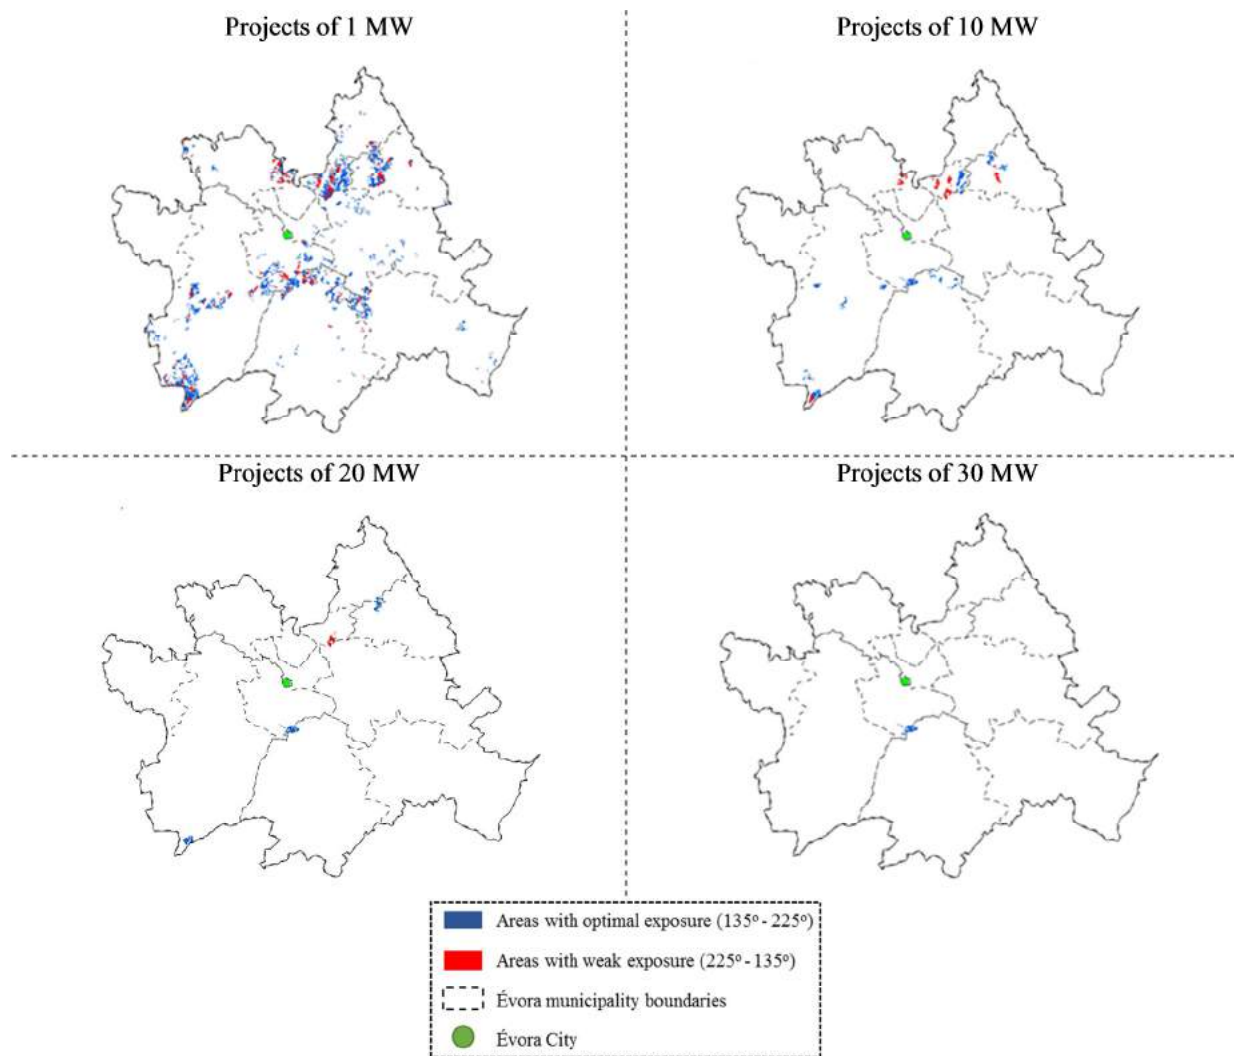 Projects of 1 MW
Projects of 10 MW
Projects of 20 MW
Projects of 30 MW
Areas with optimal exposure (135º - 225º)
Areas with weak exposure (225º - 135º)
Évora municipality boundaries
Évora City